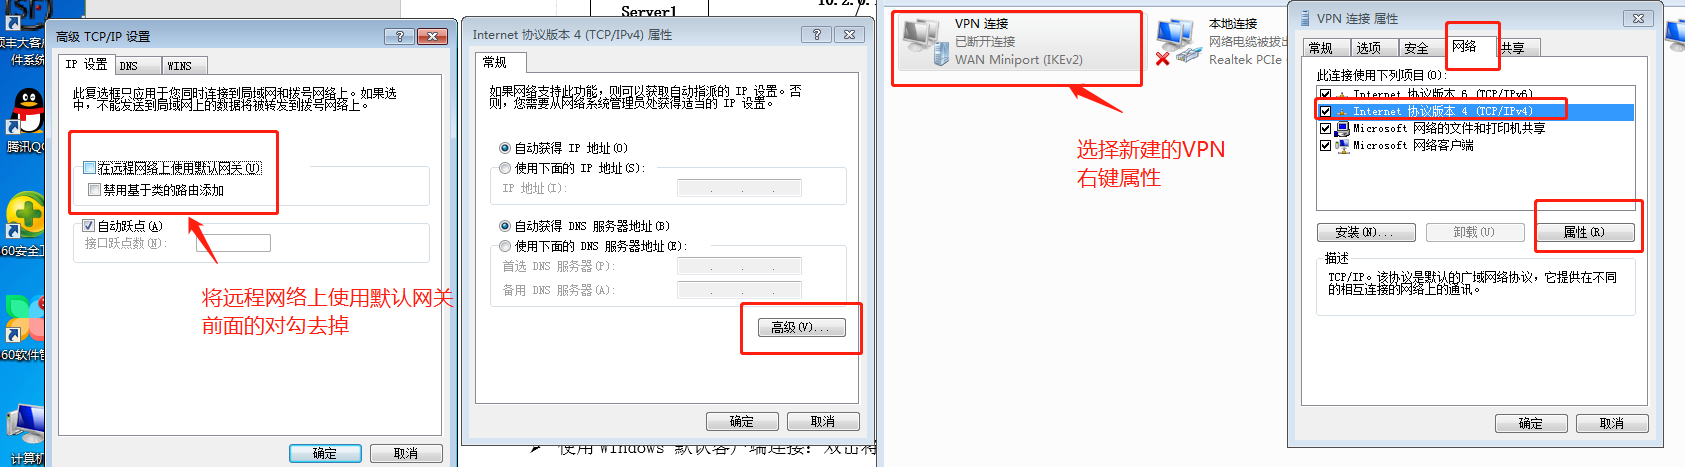 件系统
腾讯QQ
计算机
高级 TCP/IP 设置
IP 设置
DNS
WINS
此复选框只应用于您同时连接到局域网和拨号网络上。如果选
中，不能发送到局域网上的数据将被转发到拨号网络上。
在远程网络上使用默认网关(U)
禁用基于类的路由添加
自动跃点(A)
接口跃点数(N):
将远程网络上使用默认网关
前面的对勾去掉
确定
取消
Server1
Internet 协议版本 4 (TCP/IPv4) 属性
常规
如果网络支持此功能，则可以获取自动指派的 IP 设置。否
则，您需要从网络系统管理员处获得适当的 IP 设置。
自动获得 IP 地址(O)
使用下面的 IP 地址(S):
IP 地址(I):
自动获得 DNS 服务器地址(B)
使用下面的 DNS 服务器地址(E):
首选 DNS 服务器(P):
备用 DNS 服务器(A):
高级(V)...
确定
取消
VPN 连接
已断开连接
WAN Miniport (IKEv2)
本地连接
网络电缆被拔出
Realtek PCIe
选择新建的VPN
右键属性
VPN 连接 属性
常规
选项
安全
网络
共享
此连接使用下列项目(O):
Internet 协议版本 6 (TCP/IPv6)
Internet 协议版本 4 (TCP/IPv4)
Microsoft 网络的文件和打印机共享
Microsoft 网络客户端
安装(N)...
卸载(U)
属性(R)
描述
TCP/IP。该协议是默认的广域网络协议，它提供在不同
的相互连接的网络上的通讯。
确定
取消